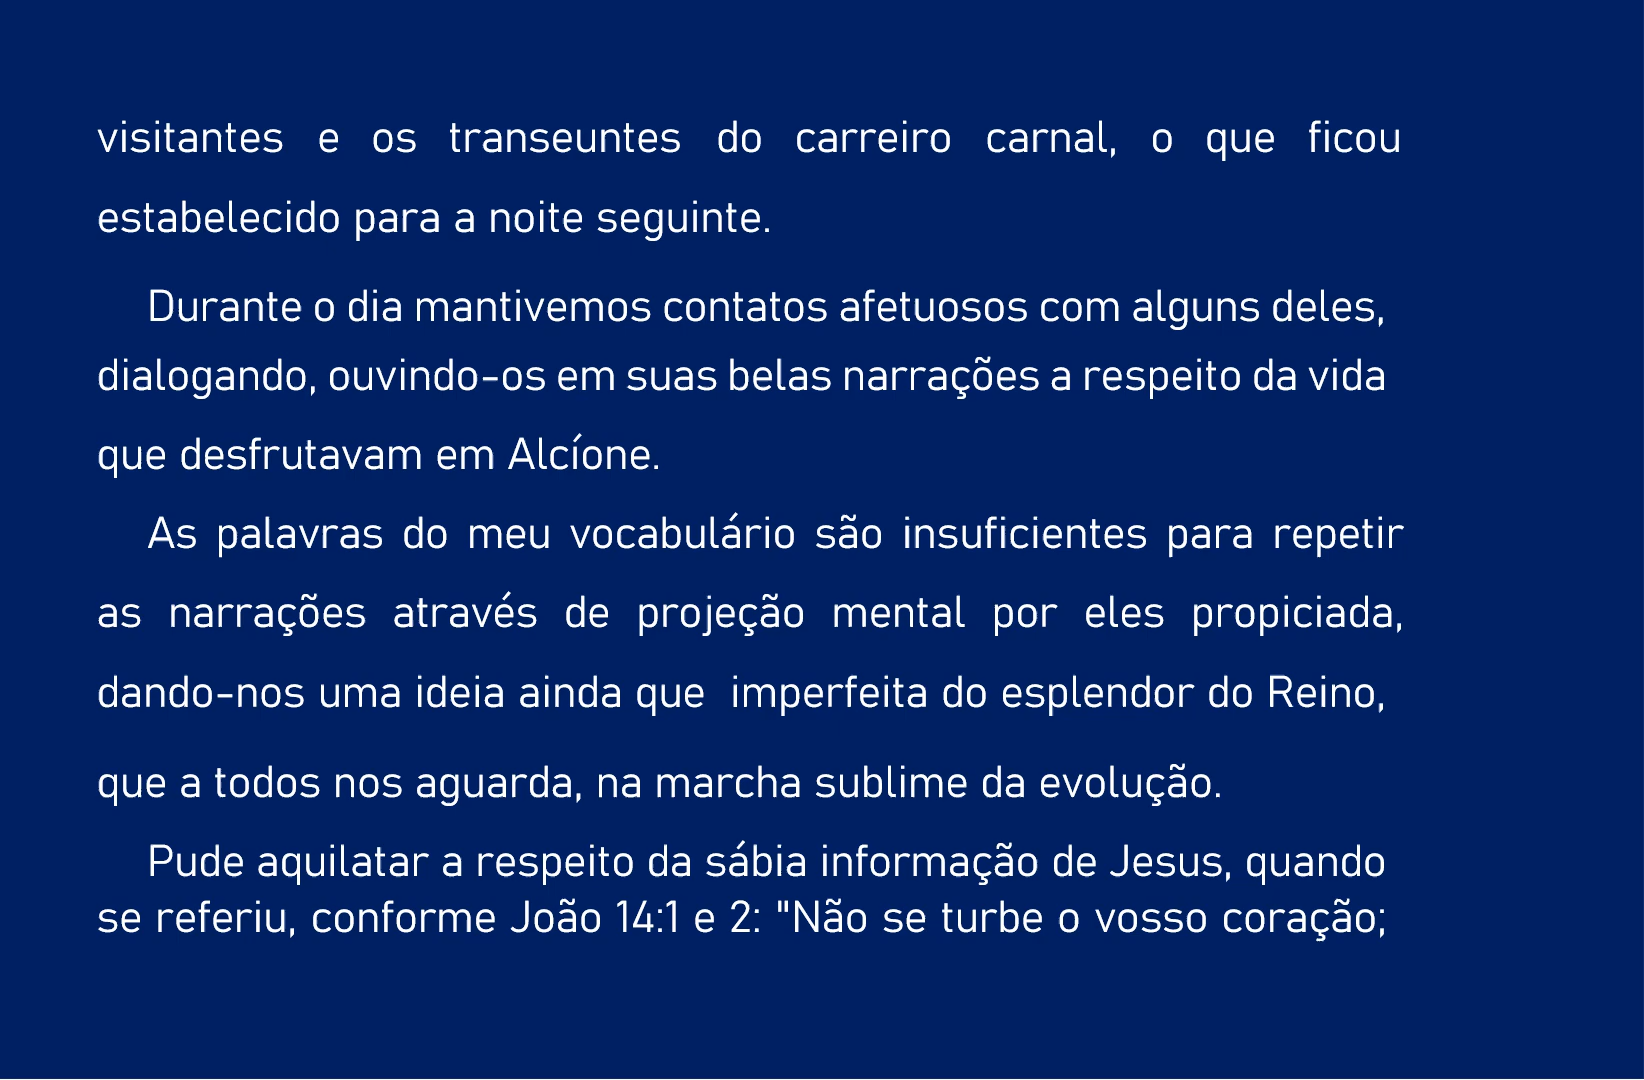 visitantes e os transeuntes do carreiro carnal, o que ficou
estabelecido para a noite seguinte.
Durante o dia mantivemos contatos afetuosos com alguns deles,
dialogando, ouvindo-os em suas belas narrações a respeito da vida
que desfrutavam em Alcíone.
As palavras do meu vocabulário são insuficientes para repetir
as narrações através de projeção mental por eles propiciada,
dando-nos uma ideia ainda que imperfeita do esplendor do Reino,
que a todos nos aguarda, na marcha sublime da evolução.
Pude aquilatar a respeito da sábia informação de Jesus, quando
se referiu, conforme João 14:1 e 2: "Não se turbe o vosso coração;